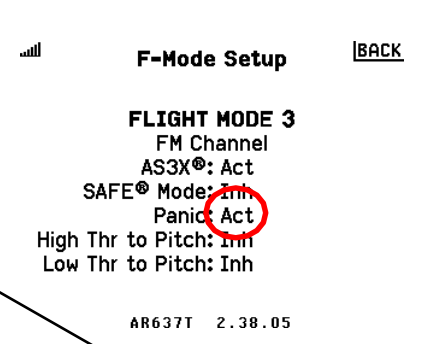 F-Mode Setup
BACK
FLIGHT MODE 3
FM Channel
AS3X®: Act
SAFE® Mode: Inh
Panic: Act
High Thr to Pitch: Inh
Low Thr to Pitch: Inh
AR637T 2.38.05